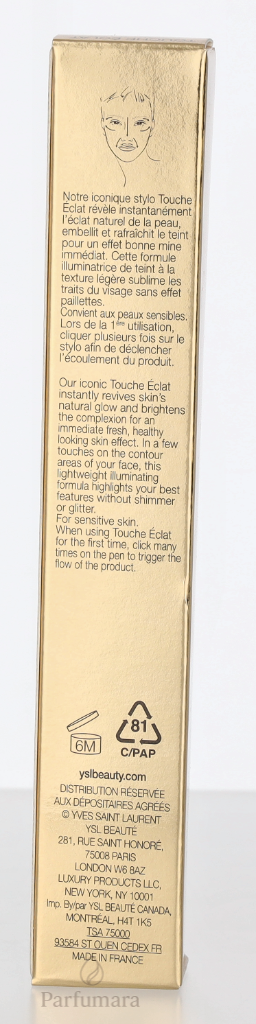 Notre iconique stylo Touche
Éclat révèle instantanément
l'éclat naturel de la peau,
embellit et rafraîchit le teint
pour un effet bonne mine
immédiat. Cette formule
illuminatrice de teint à la
texture légère sublime les
traits du visage sans effet
paillettes.
Convient aux peaux sensibles.
Lors de la 1ère utilisation,
cliquer plusieurs fois sur le
stylo afin de déclencher
l'écoulement du produit.
Our iconic Touche Éclat
instantly revives skin's
natural glow and brightens
the complexion for an
immediate fresh, healthy
looking skin effect. In a few
touches on the contour
areas of your face, this
lightweight illuminating
formula highlights your best
features without shimmer
or glitter.
For sensitive skin.
When using Touche Éclat
for the first time, click many
times on the pen to trigger the
flow of the product.
6M
81
C/PAP
yslbeauty.com
DISTRIBUTION RÉSERVÉE
AUX DÉPOSITAIRES AGRÉÉS
© YVES SAINT LAURENT
YSL BEAUTÉ
281, RUE SAINT HONORÉ,
75008 PARIS
LONDON W6 8AZ
LUXURY PRODUCTS LLC,
NEW YORK, NY 10001
Imp. By/par YSL BEAUTÉ CANADA,
MONTRÉAL, H4T 1K5
TSA 75000
93584 ST OUEN CEDEX FR
MADE IN FRANCE
Parfumara